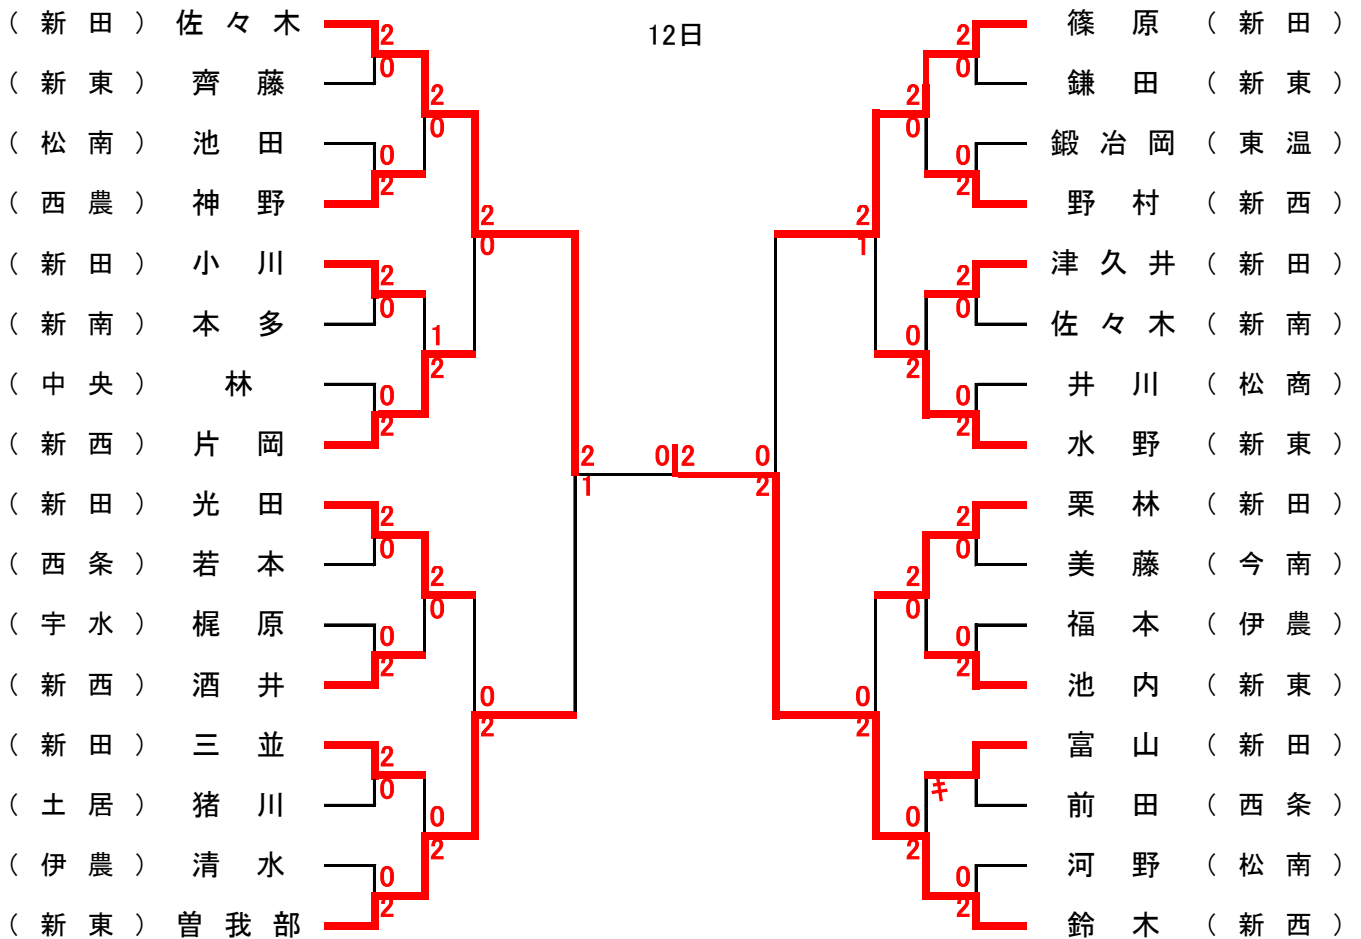 12日
(新田) 佐々木
2
0
(新東) 齊藤
2
0
(松南) 池田
0
2
(西農) 神野
2
0
(新田) 小川
2
0
(新南) 本多
1
2
(中央) 林
0
2
(新西) 片岡
2
1
(新田) 光田
2
0
(西条) 若本
2
0
(宇水) 梶原
0
2
(新西) 酒井
0
2
(新田) 三並
2
0
(土居) 猪川
0
2
(伊農) 清水
0
2
(新東) 曽我部
0 2
篠原 (新田)
2
0
鎌田 (新東)
2
0
鍛冶岡 (東温)
0
2
野村 (新西)
2
1
津久井 (新田)
2
0
佐々木 (新南)
0
2
井川 (松商)
0
2
水野 (新東)
0
2
栗林 (新田)
2
0
美藤 (今南)
2
0
福本 (伊農)
0
2
池内 (新東)
0
2
富山 (新田)
キ
前田 (西条)
0
2
河野 (松南)
0
2
鈴木 (新西)